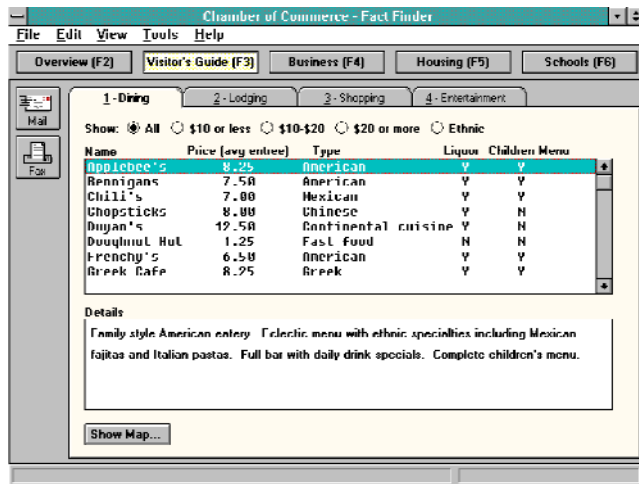 Chamber of Commerce - Fact Finder
File Edit View Tools Help
Overview (F2) Visitor's Guide (F3) Business (F4) Housing (F5) Schools (F6)
Mail
Fax
1 - Dining 2 - Lodging 3 - Shopping 4 - Entertainment
Show: All $10 or less $10-$20 $20 or more Ethnic
Name Price (avg entree) Type Liquor Children Menu
Applebee's 8.25 American Y Y
Bennigans 7.50 American Y Y
Chili's 7.00 Mexican Y Y
Chopsticks 8.00 Chinese Y N
Duyan's 12.50 Continental cuisine Y N
Doughnut Hut 1.25 Fast food N N
Frenchy's 6.50 American Y Y
Greek Cafe 8.25 Greek Y Y
Details
Family style American eatery. Eclectic menu with ethnic specialties including Mexican
fajitas and Italian pastas. Full bar with daily drink specials. Complete children's menu.
Show Map...